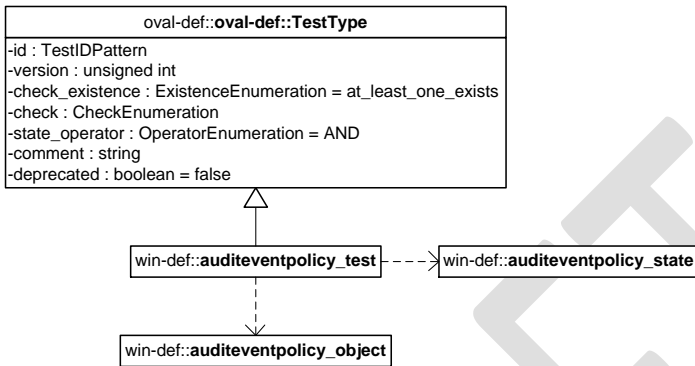 oval-def::oval-def::TestType
-id : TestIDPattern
-version : unsigned int
-check_existence : ExistenceEnumeration = at_least_one_exists
-check : CheckEnumeration
-state_operator : OperatorEnumeration = AND
-comment : string
-deprecated : boolean = false
win-def::auditeventpolicy_test
win-def::auditeventpolicy_state
win-def::auditeventpolicy_object